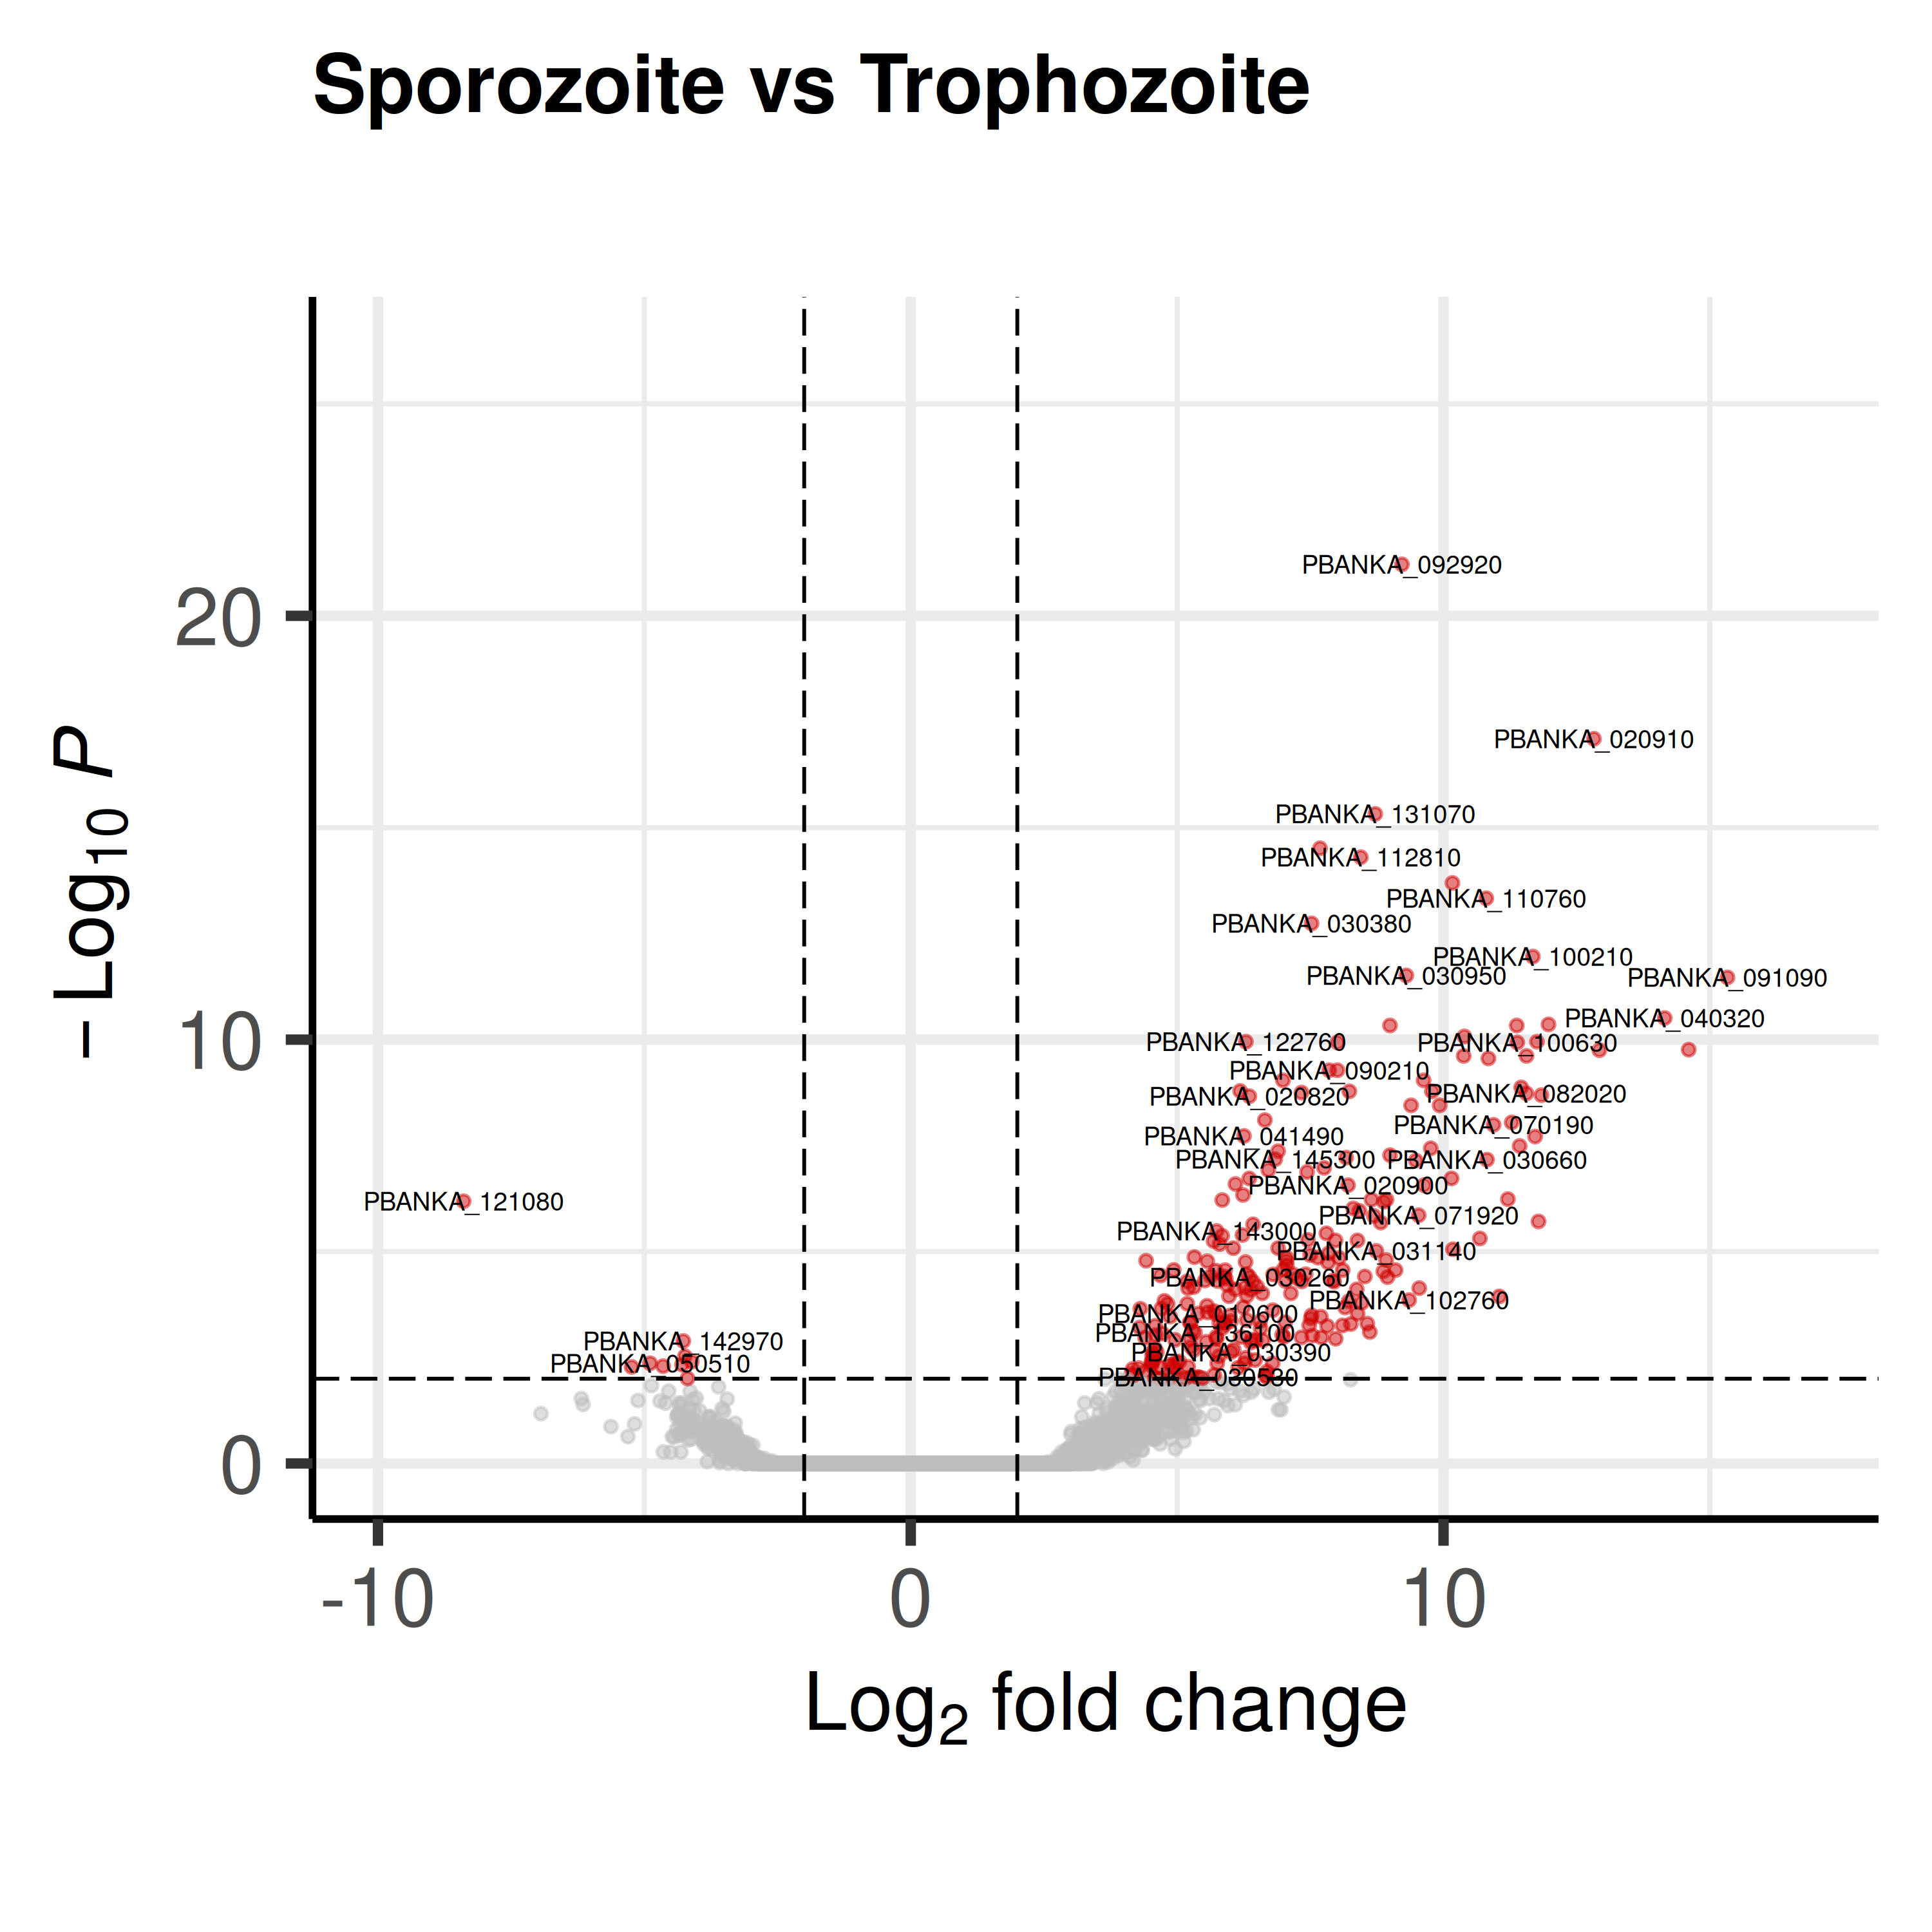 Sporozoite vs Trophozoite
− Log10 P
20
10
0
PBANKA_092920
PBANKA_020910
PBANKA_131070
PBANKA_112810
PBANKA_110760
PBANKA_030380
PBANKA_100210
PBANKA_030950
PBANKA_091090
PBANKA_040320
PBANKA_122760
PBANKA_100630
PBANKA_090210
PBANKA_020820
PBANKA_082020
PBANKA_070190
PBANKA_041490
PBANKA_145300
PBANKA_030660
PBANKA_020900
PBANKA_121080
PBANKA_071920
PBANKA_143000
PBANKA_031140
PBANKA_030260
PBANKA_102760
PBANKA_010600
PBANKA_136100
PBANKA_142970
PBANKA_030390
PBANKA_050510
-10
0
10
Log2 fold change